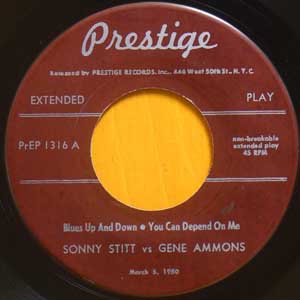 Prestige
Released by PRESTIGE RECORDS. Inc., 446 West 50th St. N.Y.C.
EXTENDED PLAY
PrEP 1316 A
non-breakable
extended play
45 RPM
Blues Up And Down • You Can Depend On Me
SONNY STITT vs GENE AMMONS
March 5, 1950